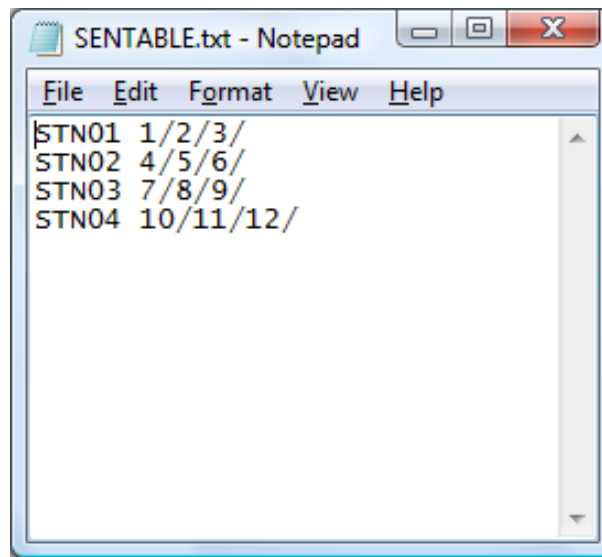 SENTABLE.txt - Notepad
File Edit Format View Help
STN01 1/2/3/
STN02 4/5/6/
STN03 7/8/9/
STN04 10/11/12/